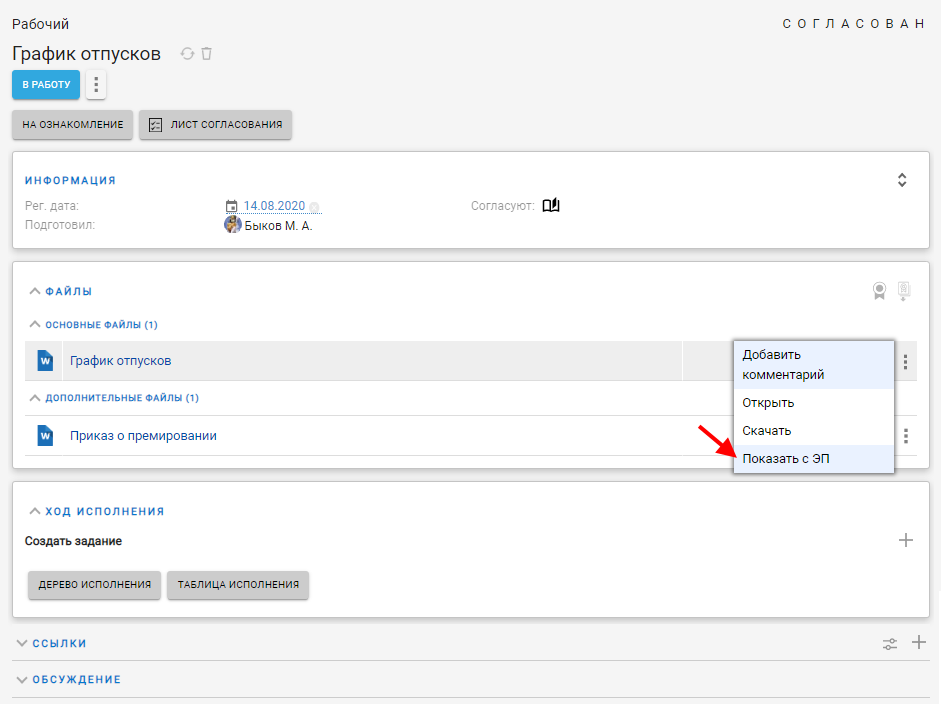 Рабочий
СОГЛАСОВАН
График отпусков
В РАБОТУ
НА ОЗНАКОМЛЕНИЕ
ЛИСТ СОГЛАСОВАНИЯ
ИНФОРМАЦИЯ
Рег. дата:
14.08.2020
Согласуют:
Подготовил:
Быков М. А.
ФАЙЛЫ
ОСНОВНЫЕ ФАЙЛЫ (1)
W
График отпусков
Добавить
комментарий
Открыть
Скачать
Показать с ЭП
ДОПОЛНИТЕЛЬНЫЕ ФАЙЛЫ (1)
W
Приказ о премировании
ХОД ИСПОЛНЕНИЯ
Создать задание
ДЕРЕВО ИСПОЛНЕНИЯ
ТАБЛИЦА ИСПОЛНЕНИЯ
ССЫЛКИ
ОБСУЖДЕНИЕ